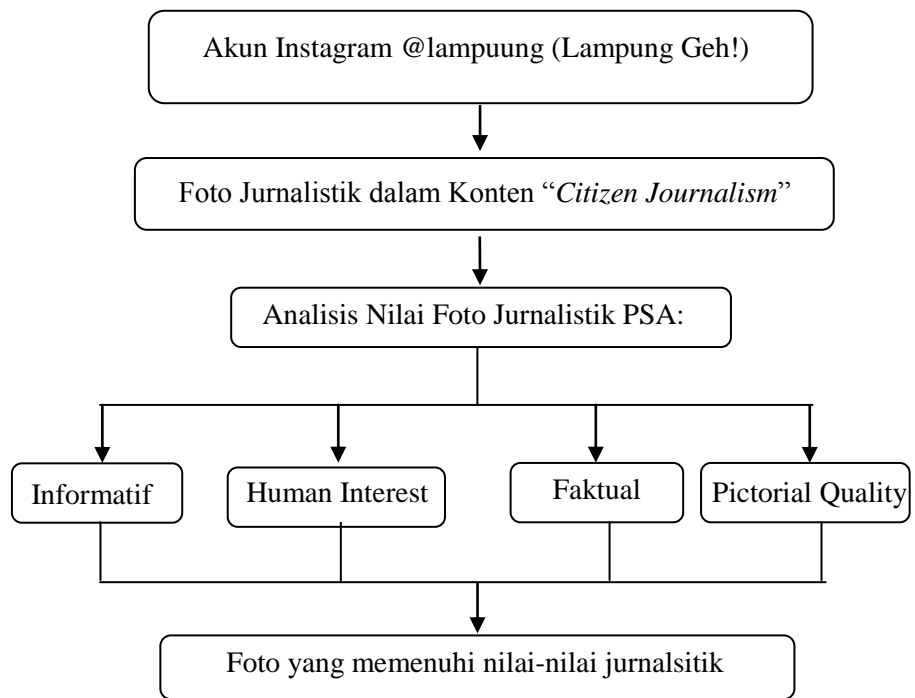 Akun Instagram @lampuung (Lampung Geh!)
Foto Jurnalistik dalam Konten “Citizen Journalism”
Analisis Nilai Foto Jurnalistik PSA:
Informatif
Human Interest
Faktual
Pictorial Quality
Foto yang memenuhi nilai-nilai jurnalsitik